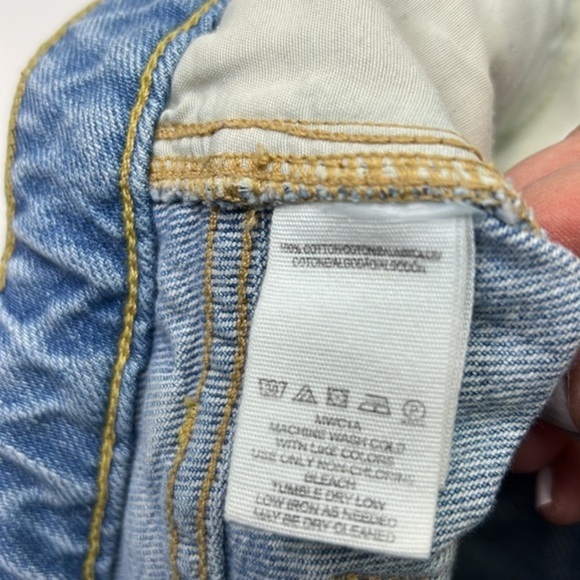 100% COTTON/COTON/BAUMWOLLE/
COTONE/ALGODÃO/ALGODÓN
MWC1A
MACHINE WASH COLD
WITH LIKE COLORS
USE ONLY NON-CHLORINE
BLEACH
TUMBLE DRY LOW
LOW IRON AS NEEDED
MAY BE DRY CLEANED